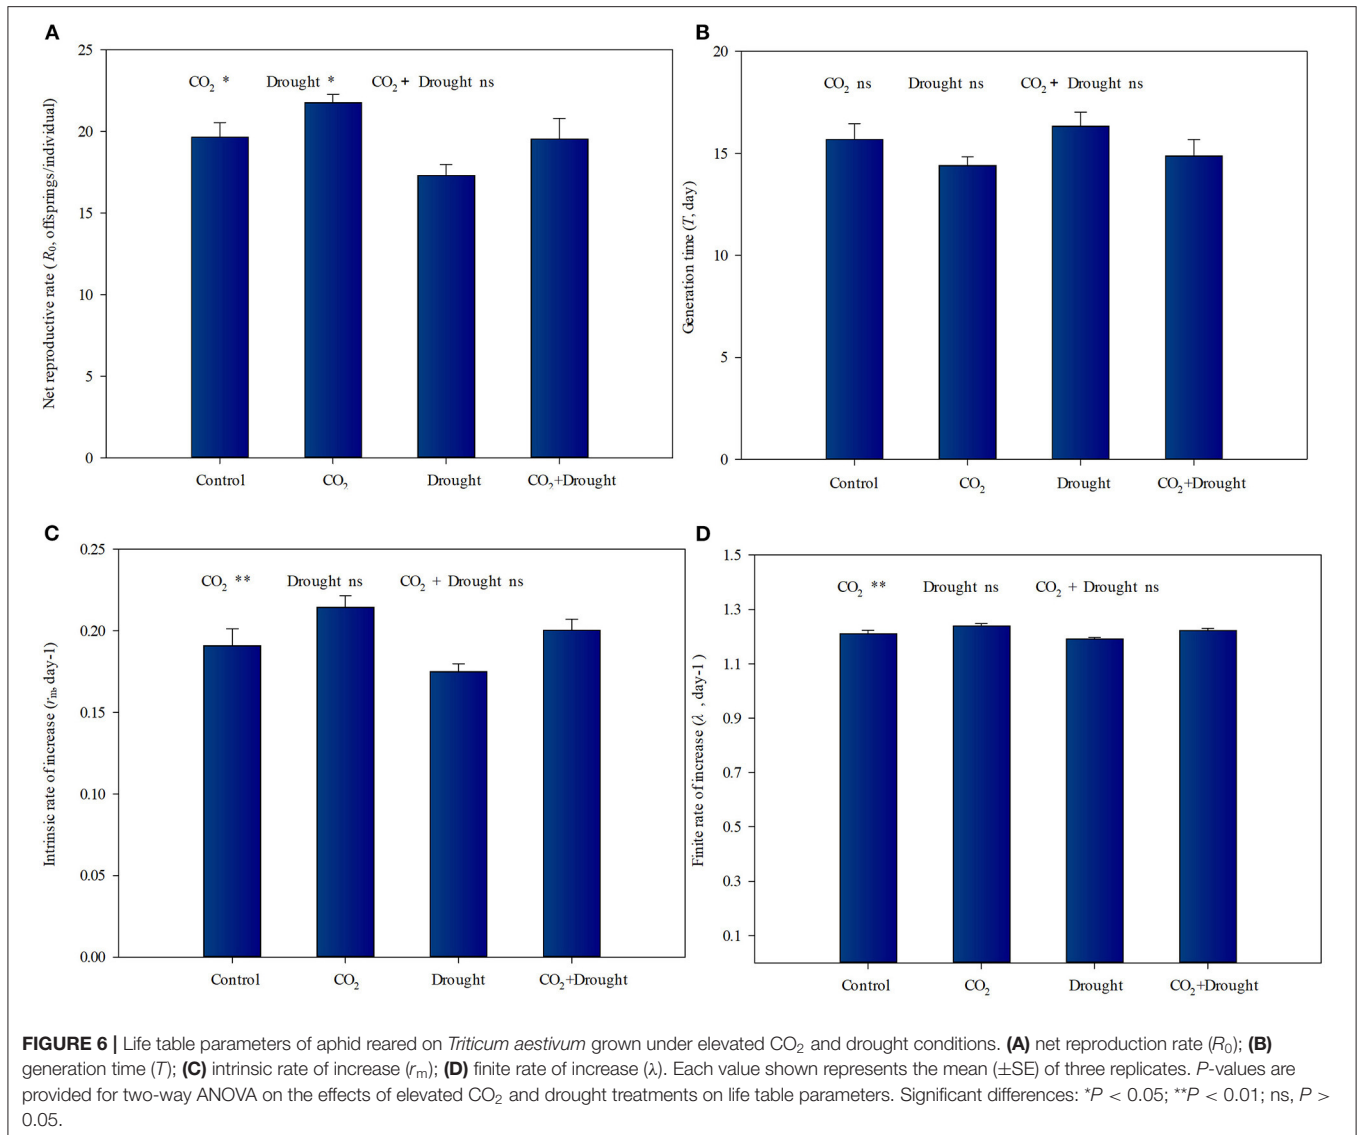 A
25
20
15
10
5
0
Net reproductive rate ( R₀, offsprings/individual)
CO₂ * Drought * CO₂ + Drought ns
Control CO₂ Drought CO₂+Drought
B
20
15
10
5
0
Generation time (T, day)
CO₂ ns Drought ns CO₂ + Drought ns
Control CO₂ Drought CO₂+Drought
C
0.25
0.20
0.15
0.10
0.05
0.00
Intrinsic rate of increase (rm, day-1)
CO₂ ** Drought ns CO₂ + Drought ns
Control CO₂ Drought CO₂+Drought
D
1.5
1.3
1.1
0.9
0.7
0.5
0.3
0.1
Finite rate of increase (λ , day-1 )
CO₂ ** Drought ns CO₂ + Drought ns
Control CO₂ Drought CO₂+Drought
FIGURE 6 | Life table parameters of aphid reared on Triticum aestivum grown under elevated CO₂ and drought conditions. (A) net reproduction rate (R₀); (B)
generation time (T); (C) intrinsic rate of increase (rm); (D) finite rate of increase (λ). Each value shown represents the mean (±SE) of three replicates. P-values are
provided for two-way ANOVA on the effects of elevated CO₂ and drought treatments on life table parameters. Significant differences: *P < 0.05; **P < 0.01; ns, P >
0.05.